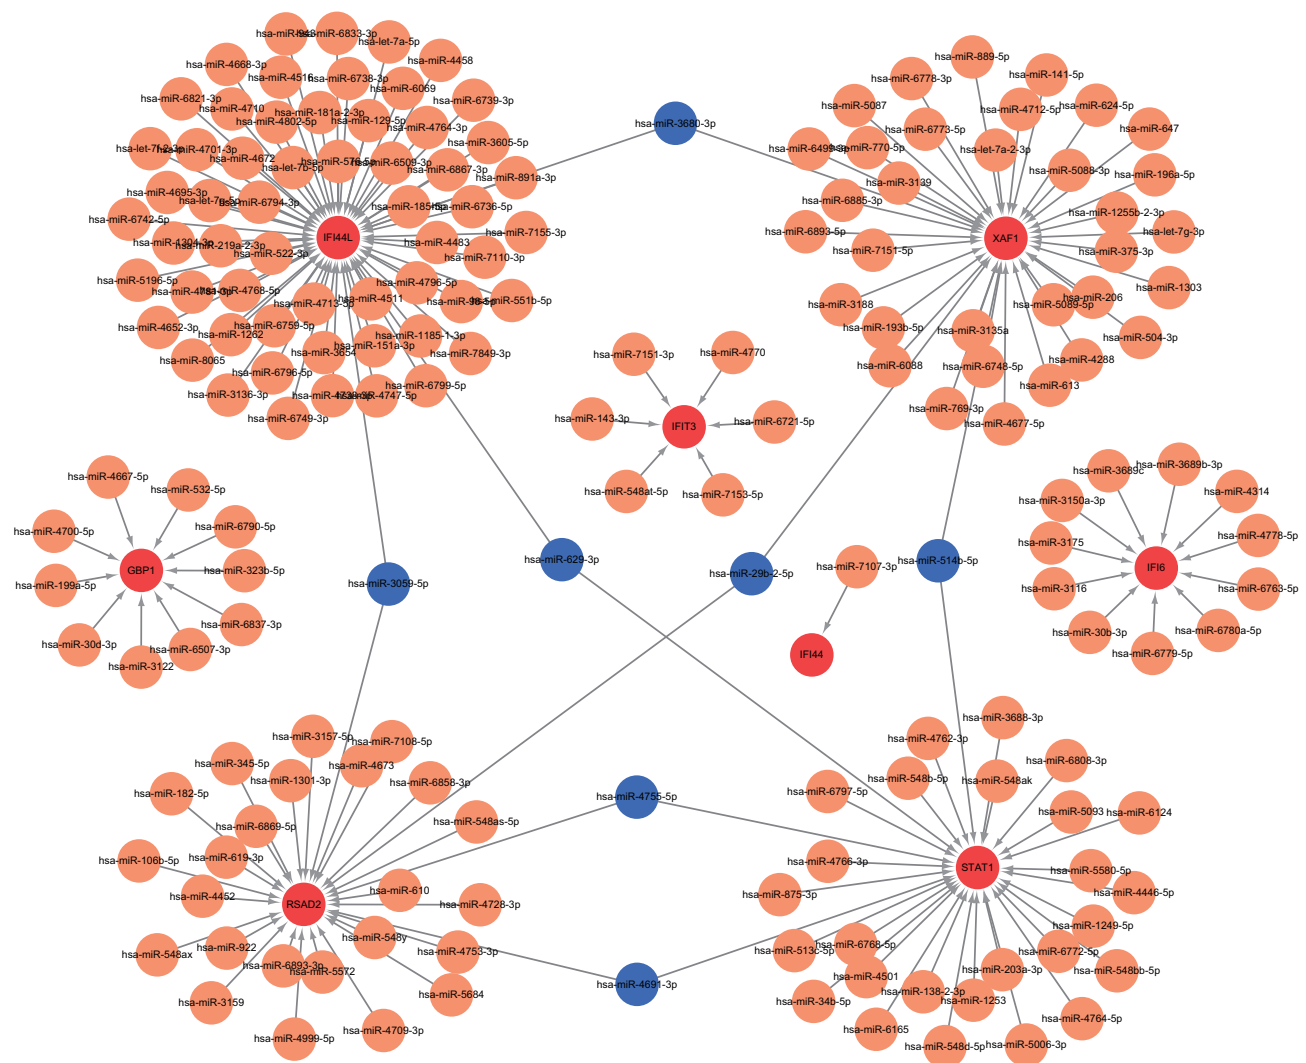 hsa-miR-6833-3p
hsa-let-7a-5p
hsa-miR-4668-3p
hsa-miR-4516
hsa-miR-6738-3p
hsa-miR-4458
hsa-miR-6069
hsa-miR-6821-3p
hsa-miR-4710
hsa-miR-181a-2-3p
hsa-miR-6739-3p
hsa-miR-4802-5p
hsa-miR-129-5p
hsa-miR-4764-3p
hsa-miR-3605-5p
hsa-miR-4701-3p
hsa-miR-4672
hsa-let-7b-5p
hsa-miR-6509-3p
hsa-miR-6867-3p
hsa-miR-891a-3p
hsa-miR-4695-3p
hsa-miR-6794-3p
hsa-miR-6736-5p
hsa-miR-6742-5p
IFI44L
hsa-miR-7155-3p
hsa-miR-1304-3p
hsa-miR-219a-2-3p
hsa-miR-522-3p
hsa-miR-4483
hsa-miR-7110-3p
hsa-miR-5196-5p
hsa-miR-4768-5p
hsa-miR-4796-5p
hsa-miR-551b-5p
hsa-miR-4713-5p
hsa-miR-4511
hsa-miR-4652-3p
hsa-miR-1262
hsa-miR-6759-5p
hsa-miR-1185-1-3p
hsa-miR-8065
hsa-miR-3654
hsa-miR-151a-3p
hsa-miR-7849-3p
hsa-miR-6796-5p
hsa-miR-3136-3p
hsa-miR-4747-5p
hsa-miR-6799-5p
hsa-miR-6749-3p
hsa-miR-3680-3p
hsa-miR-889-5p
hsa-miR-6778-3p
hsa-miR-141-5p
hsa-miR-5087
hsa-miR-4712-5p
hsa-miR-624-5p
hsa-miR-6773-5p
hsa-miR-647
hsa-miR-770-5p
hsa-let-7a-2-3p
hsa-miR-5088-3p
hsa-miR-3139
hsa-miR-196a-5p
hsa-miR-6885-3p
hsa-miR-1255b-2-3p
hsa-miR-6893-5p
XAF1
hsa-let-7g-3p
hsa-miR-7151-5p
hsa-miR-375-3p
hsa-miR-1303
hsa-miR-3188
hsa-miR-206
hsa-miR-5089-5p
hsa-miR-193b-5p
hsa-miR-3135a
hsa-miR-504-3p
hsa-miR-6088
hsa-miR-6748-5p
hsa-miR-4288
hsa-miR-613
hsa-miR-769-3p
hsa-miR-4677-5p
hsa-miR-7151-3p
hsa-miR-4770
hsa-miR-143-3p
IFIT3
hsa-miR-6721-5p
hsa-miR-548at-5p
hsa-miR-7153-5p
hsa-miR-4667-5p
hsa-miR-532-5p
hsa-miR-4700-5p
hsa-miR-6790-5p
GBP1
hsa-miR-323b-5p
hsa-miR-199a-5p
hsa-miR-6837-3p
hsa-miR-30d-3p
hsa-miR-6507-3p
hsa-miR-3122
hsa-miR-3059-5p
hsa-miR-629-3p
hsa-miR-29b-2-5p
hsa-miR-514b-5p
hsa-miR-7107-3p
IFI44
hsa-miR-3689c
hsa-miR-3689b-3p
hsa-miR-3150a-3p
hsa-miR-4314
hsa-miR-3175
hsa-miR-4778-5p
IFI6
hsa-miR-3116
hsa-miR-6763-5p
hsa-miR-30b-3p
hsa-miR-6780a-5p
hsa-miR-6779-5p
hsa-miR-3157-5p
hsa-miR-7108-5p
hsa-miR-345-5p
hsa-miR-4673
hsa-miR-1301-3p
hsa-miR-6858-3p
hsa-miR-182-5p
hsa-miR-548as-5p
hsa-miR-6869-5p
hsa-miR-619-3p
hsa-miR-106b-5p
hsa-miR-610
hsa-miR-4452
RSAD2
hsa-miR-4728-3p
hsa-miR-548y
hsa-miR-922
hsa-miR-4753-3p
hsa-miR-548ax
hsa-miR-6893-3p
hsa-miR-5572
hsa-miR-5684
hsa-miR-3159
hsa-miR-4709-3p
hsa-miR-4999-5p
hsa-miR-4755-5p
hsa-miR-4691-3p
hsa-miR-3688-3p
hsa-miR-4762-3p
hsa-miR-6808-3p
hsa-miR-548b-5p
hsa-miR-548ak
hsa-miR-6797-5p
hsa-miR-5093
hsa-miR-6124
hsa-miR-4766-3p
STAT1
hsa-miR-5580-5p
hsa-miR-875-3p
hsa-miR-4446-5p
hsa-miR-1249-5p
hsa-miR-513c-5p
hsa-miR-6768-5p
hsa-miR-6772-5p
hsa-miR-203a-3p
hsa-miR-548bb-5p
hsa-miR-4501
hsa-miR-138-2-3p
hsa-miR-1253
hsa-miR-34b-5p
hsa-miR-4764-5p
hsa-miR-6165
hsa-miR-548d-5p
hsa-miR-5006-3p